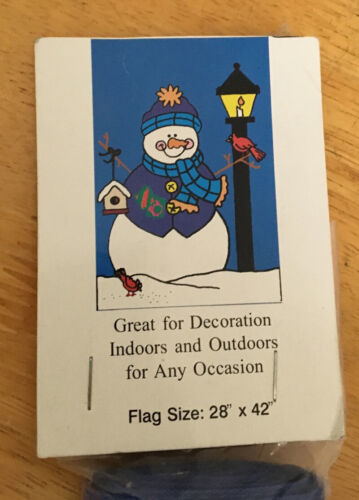 Great for Decoration
Indoors and Outdoors
for Any Occasion
Flag Size: 28" x 42"